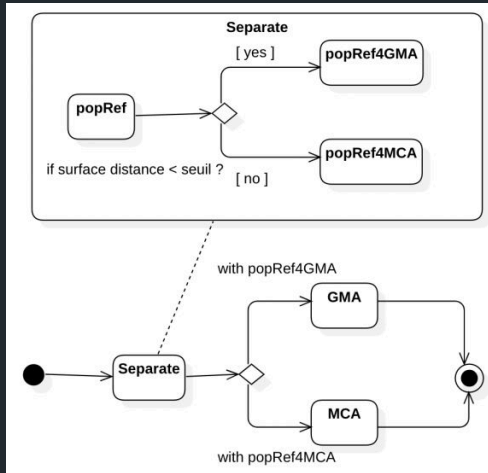 Separate
[ yes ]
popRef4GMA
popRef
popRef4MCA
if surface distance < seuil ?
[ no ]
with popRef4GMA
GMA
Separate
MCA
with popRef4MCA